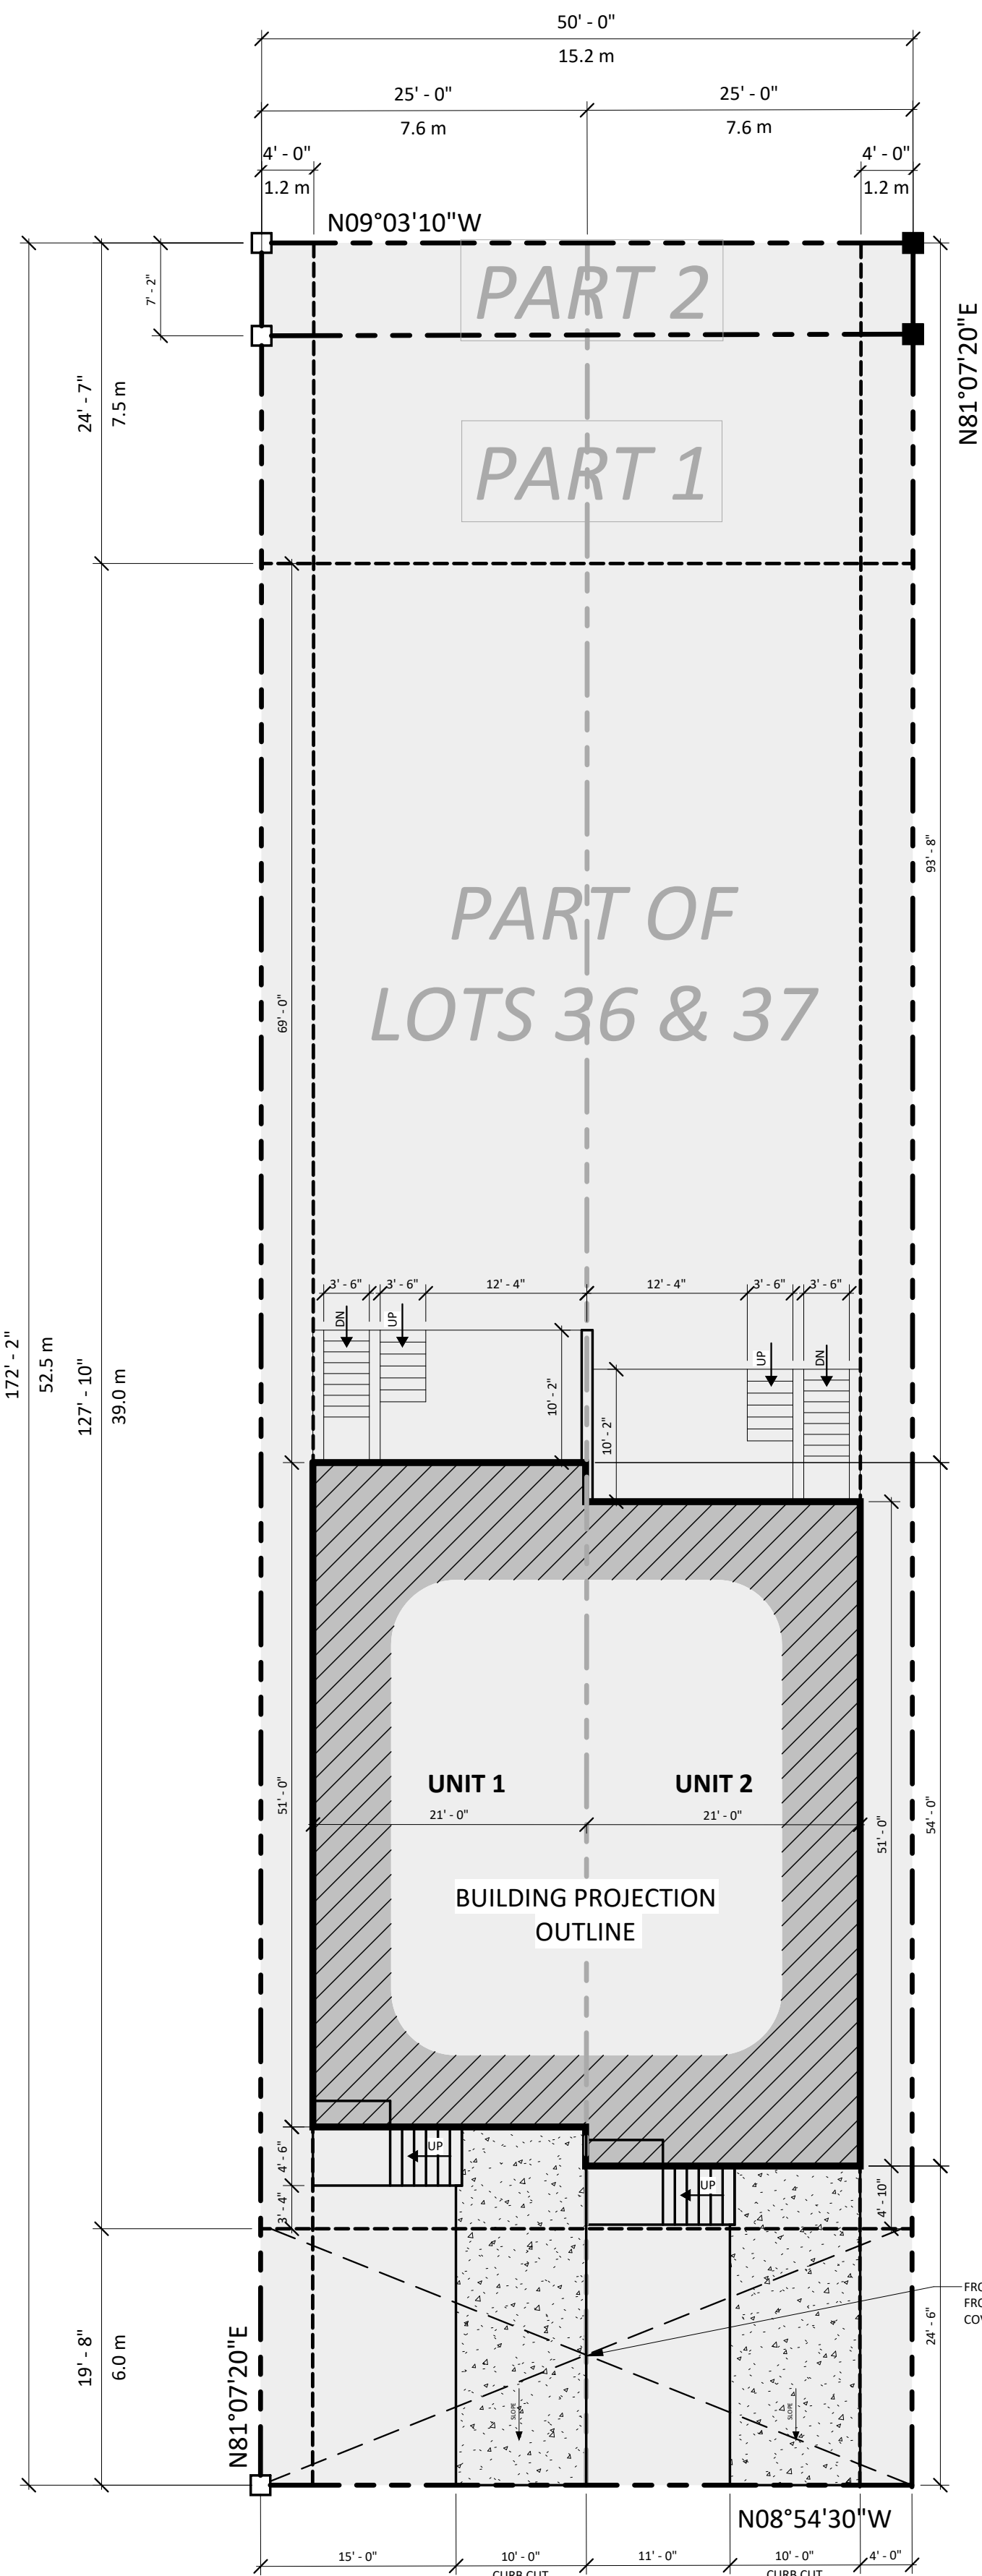 50' - 0"
15.2 m
25' - 0"
25' - 0"
7.6 m
7.6 m
4' - 0"
4' - 0"
1.2 m
1.2 m
N09°03'10"W
PART 2
7' - 2"
N81°07'20"E
24' - 7"
7.5 m
PART 1
93' - 8"
PART OF
LOTS 36 & 37
69' - 0"
3' - 6"
3' - 6"
12' - 4"
12' - 4"
3' - 6"
3' - 6"
DN
UP
UP
DN
172' - 2"
52.5 m
127' - 10"
39.0 m
10' - 2"
10' - 2"
UNIT 1
UNIT 2
51' - 0"
21' - 0"
21' - 0"
51' - 0"
54' - 0"
BUILDING PROJECTION
OUTLINE
UP
4' - 6"
UP
3' - 4"
4' - 10"
FRO
FRO
COV
24' - 6"
19' - 8"
6.0 m
N81°07'20"E
SLOPE
SLOPE
N08°54'30"W
15' - 0"
10' - 0"
11' - 0"
10' - 0"
4' - 0"
CURB CUT
CURB CUT